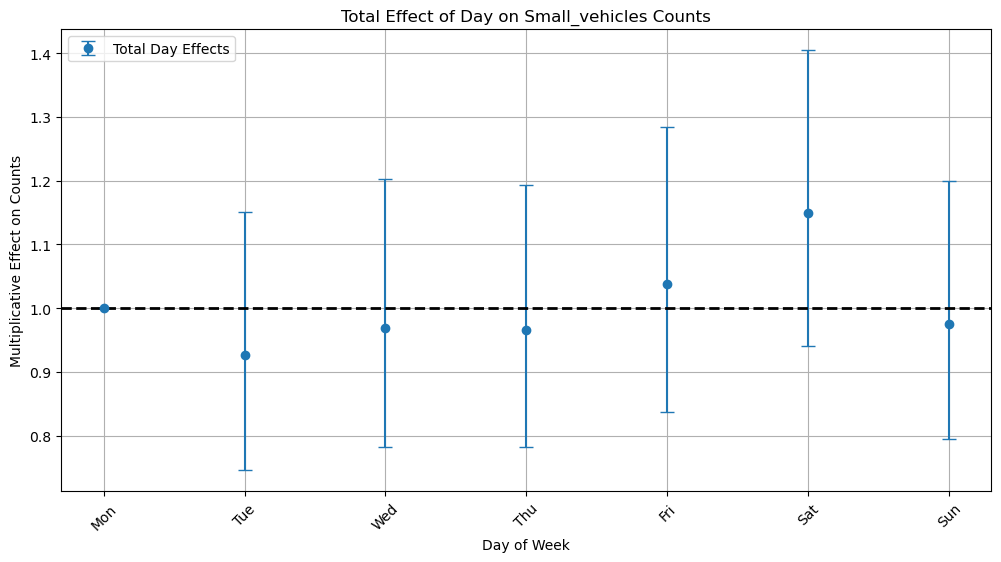 Total Effect of Day on Small_vehicles Counts
Total Day Effects
Multiplicative Effect on Counts
1.4
1.3
1.2
1.1
1.0
0.9
0.8
Mon
Tue
Wed
Thu
Fri
Sat
Sun
Day of Week